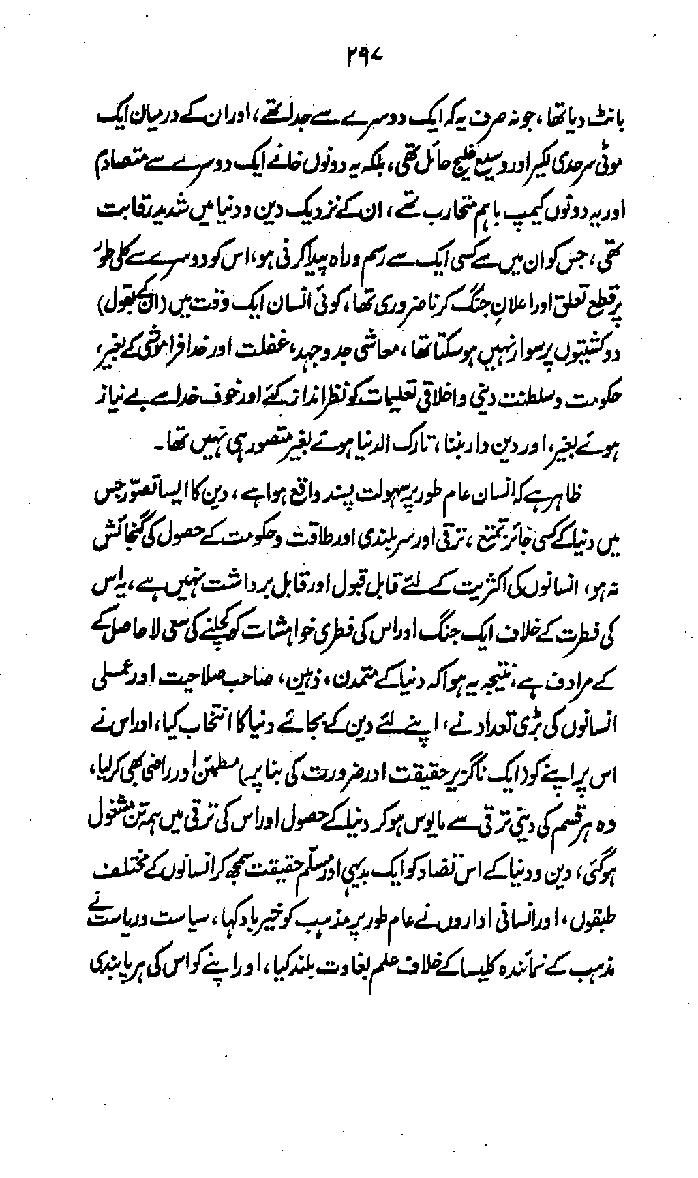 ۲۹۷
بانٹ دیا تھا، جو نہ صرف یہ کہ ایک دوسرے سے جدا تھے، اور ان کے درمیان ایک
موٹی سرحدی لکیر اور وسیع خلیج حائل تھی، بلکہ یہ دونوں خانے ایک دوسرے سے متصادم
اور یہ دونوں کیمپ باہم متحارب تھے، ان کے نزدیک دین و دنیا میں شدید رقابت
تھی، جس کو ان میں سے کسی ایک سے رسم و راہ پیدا کرنی ہو، اس کو دوسرے سے کلی طور
پر قطع تعلق اور اعلان جنگ کرنا ضروری تھا، کوئی انسان ایک وقت میں (ان کے بقول)
دو کشتیوں پر سوار نہیں ہو سکتا تھا، معاشی جدوجہد، غفلت اور خدا فراموشی کے بغیر،
حکومت و سلطنت دینی و اخلاقی تعلیمات کو نظر انداز کئے اور خوف خدا سے بے نیاز
ہوئے بغیر، اور دین دار بننا، تارک الدنیا ہوئے بغیر متصور ہی نہیں تھا۔
ظاہر ہے کہ انسان عام طور پر سہولت پسند واقع ہوا ہے، دین کا ایسا تصور جس
میں دنیا کے کسی جائز تمتع، ترقی اور سربلندی اور طاقت و حکومت کے حصول کی گنجائش
نہ ہو، انسانوں کی اکثریت کے لئے قابل قبول اور قابل برداشت نہیں ہے، یہ اس
کی فطرت کے خلاف ایک جنگ اور اس کی فطری خواہشات کو کچلنے کی سعی لاحاصل کے
کے مرادف ہے، نتیجہ یہ ہوا کہ دنیا کے متمدن، ذہین، صاحب صلاحیت اور عملی
انسانوں کی بڑی تعداد نے، اپنے لئے دین کے بجائے دنیا کا انتخاب کیا، اور اس نے
اس پر اپنے کو (ایک ناگزیر حقیقت اور ضرورت کی بنا پر) مطمئن اور راضی بھی کر لیا،
وہ ہر قسم کی دینی ترقی سے مایوس ہو کر دنیا کے حصول اور اس کی ترقی میں ہمہ تن مشغول
ہو گئی، دین و دنیا کے اس تضاد کو ایک بدیہی اور مسلّم حقیقت سمجھ کر انسانوں کے مختلف
طبقوں، اور انسانی اداروں نے عام طور پر مذہب کو خیر باد کہا، سیاست و ریاست نے
مذہب کے نمائندہ کلیسا کے خلاف علم بغاوت بلند کیا، اور اپنے کو اس کی ہر پابندی